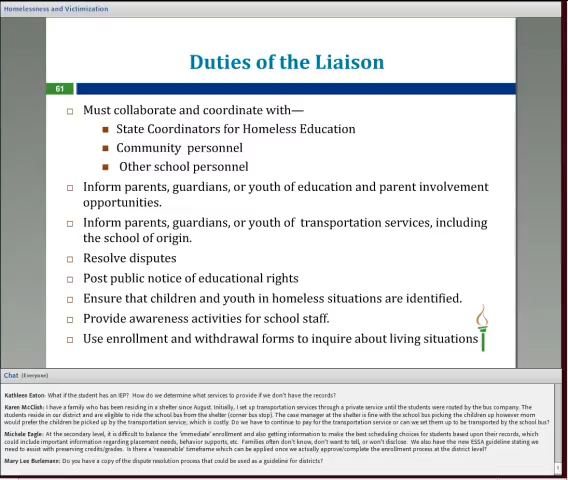 Homelessness and Victimization
Duties of the Liaison
61
Must collaborate and coordinate with—
State Coordinators for Homeless Education
Community personnel
Other school personnel
Inform parents, guardians, or youth of education and parent involvement
opportunities.
Inform parents, guardians, or youth of transportation services, including
the school of origin.
Resolve disputes
Post public notice of educational rights
Ensure that children and youth in homeless situations are identified.
Provide awareness activities for school staff.
Use enrollment and withdrawal forms to inquire about living situations
Chat (Everyone)
Kathleen Eaton: What if the student has an IEP? How do we determine what services to provide if we don't have the records?
Karen McClish: I have a family who has been residing in a shelter since August. Initially, I set up transportation services through a private service until the students were routed by the bus company. The
students reside in our district and are eligible to ride the school bus from the shelter (corner bus stop). The case manager at the shelter is fine with the school bus picking the children up however mom
would prefer the children be picked up by the transportation service; which is costly. Do we have to continue to pay for the transportation service or can we set them up to be transported by the school bus?
Michele Eagle: At the secondary level, it is difficult to balance the 'immediate' enrollment and also getting information to make the best scheduling choices for students based upon their records, which
could include important information regarding placement needs, behavior supports, etc. Families often don't know, don't want to tell, or won't disclose. We also have the new ESSA guideline stating we
need to assist with preserving credits/grades. Is there a 'reasonable' timeframe which can be applied once we actually approve/complete the enrollment process at the district level?
Mary Lou Burlemann: Do you have a copy of the dispute resolution process that could be used as a guideline for districts?